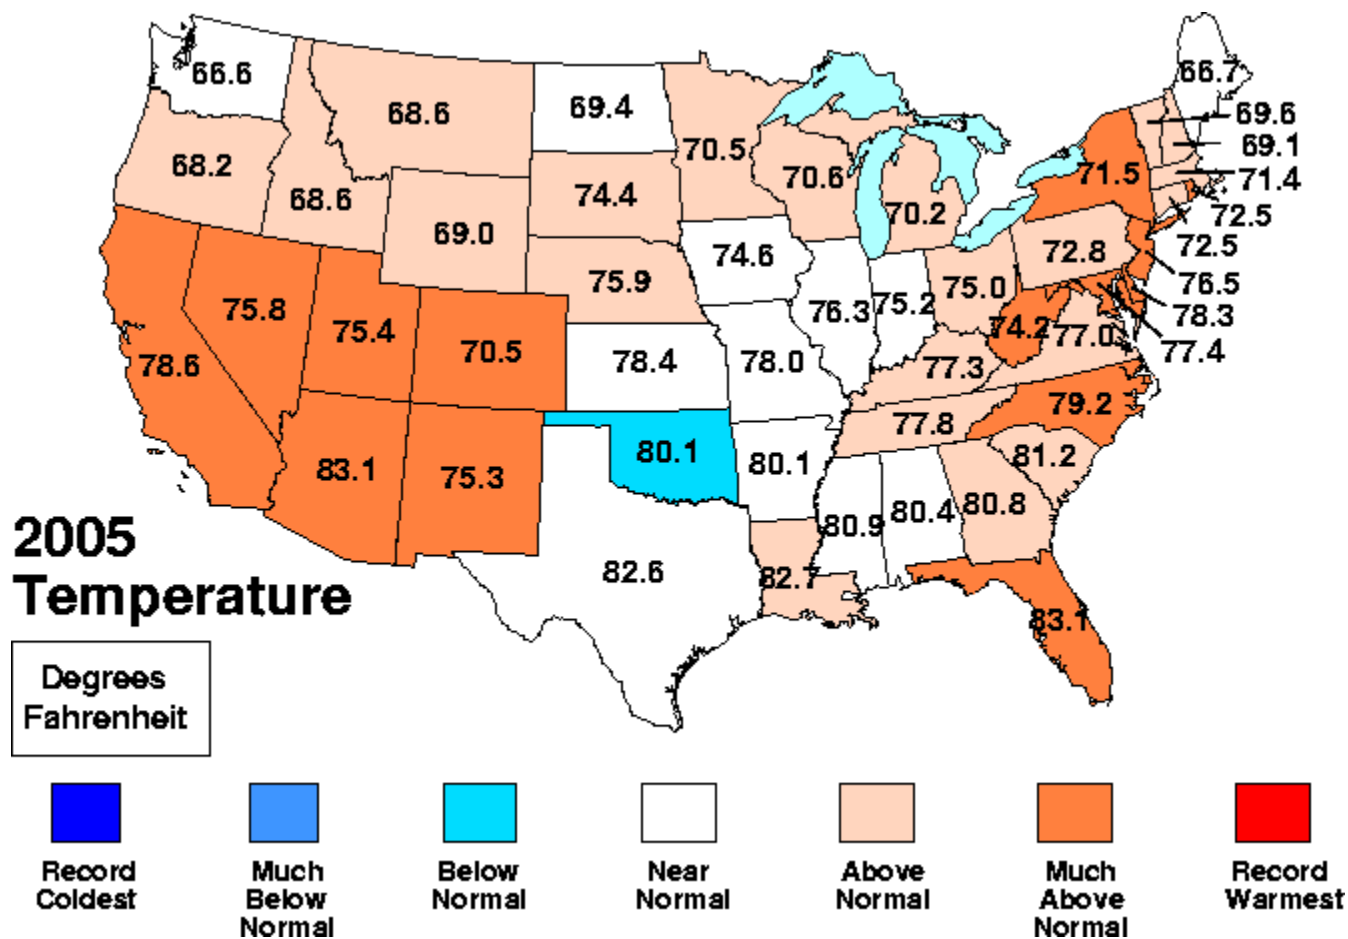 66.6
68.6
69.4
70.5
66.7
69.6
69.1
71.4
72.5
72.5
76.5
78.3
77.4
68.2
68.6
69.0
74.4
70.6
70.2
71.5
72.8
75.8
75.4
70.5
75.9
74.6
76.3
75.2
75.0
74.2
77.0
78.6
78.4
78.0
77.3
79.2
83.1
75.3
80.1
80.1
77.8
81.2
80.9
80.4
80.8
82.6
82.7
83.1
2005
Temperature
Degrees
Fahrenheit
Record
Coldest
Much
Below
Normal
Below
Normal
Near
Normal
Above
Normal
Much
Above
Normal
Record
Warmest